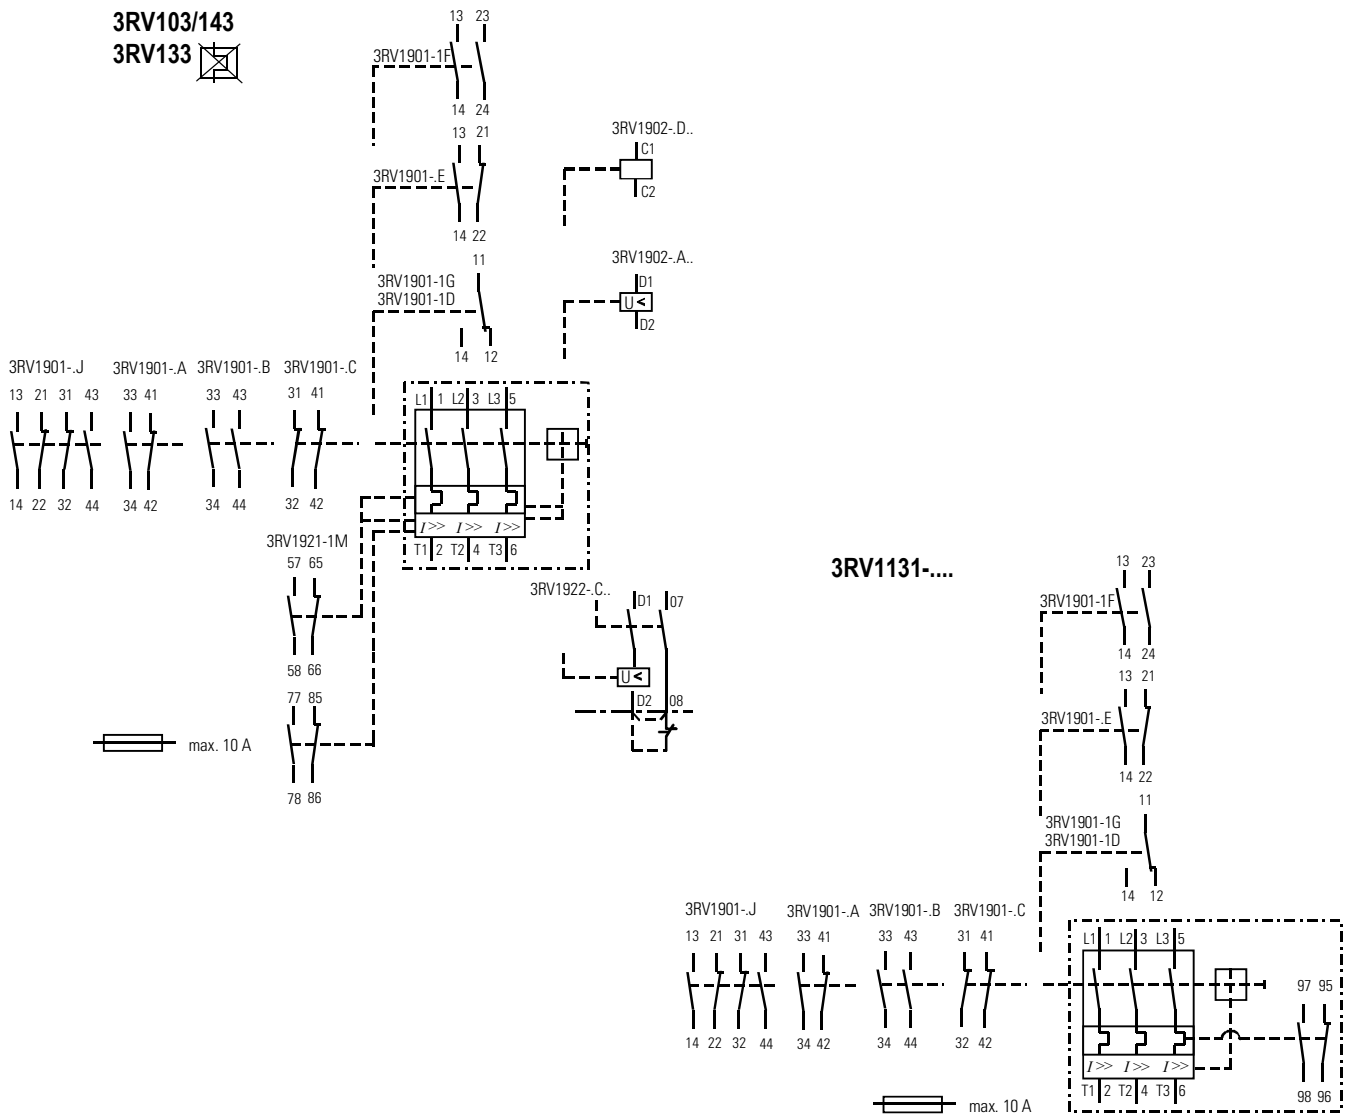 3RV103/143
3RV133
13 23
3RV1901-1F
14 24
13 21
3RV1901-.E
14 22
11
3RV1901-1G
3RV1901-1D
14 12
3RV1902-.D..
C1
C2
3RV1902-.A..
D1
U<
D2
3RV1901-.J 3RV1901-.A 3RV1901-.B 3RV1901-.C
13 21 31 43 33 41 33 43 31 41
14 22 32 44 34 42 34 44 32 42
L1 1 L2 3 L3 5
I>> I>> I>>
T1 2 T2 4 T3 6
3RV1921-1M
57 65
58 66
77 85
78 86
max. 10 A
3RV1922-.C..
D1 07
U<
D2 08
3RV1131-....
13 23
3RV1901-1F
14 24
13 21
3RV1901-.E
14 22
11
3RV1901-1G
3RV1901-1D
14 12
3RV1901-.J 3RV1901-.A 3RV1901-.B 3RV1901-.C
13 21 31 43 33 41 33 43 31 41
14 22 32 44 34 42 34 44 32 42
L1 1 L2 3 L3 5
97 95
I>> I>> I>>
T1 2 T2 4 T3 6
98 96
max. 10 A